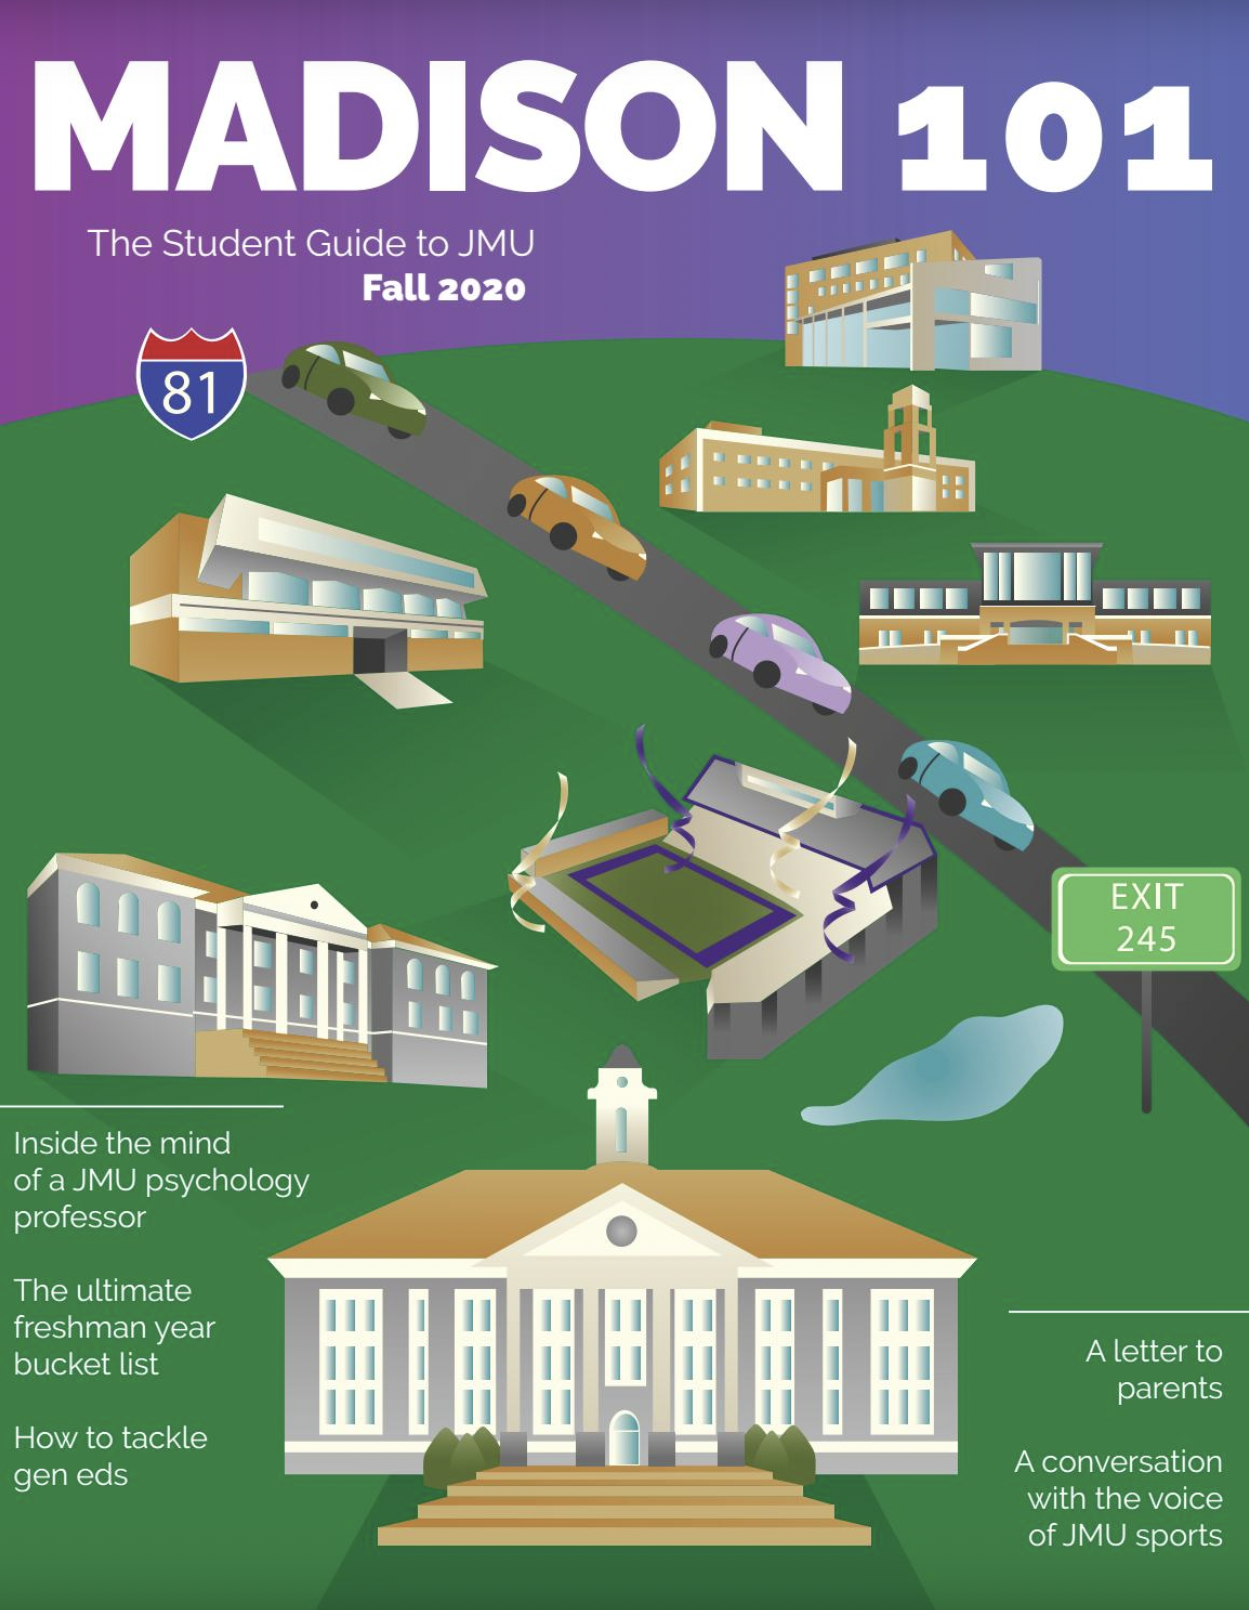 MADISON 101
The Student Guide to JMU
Fall 2020
81
EXIT
245
Inside the mind
of a JMU psychology
professor
The ultimate
freshman year
bucket list
How to tackle
gen eds
A letter to
parents
A conversation
with the voice
of JMU sports